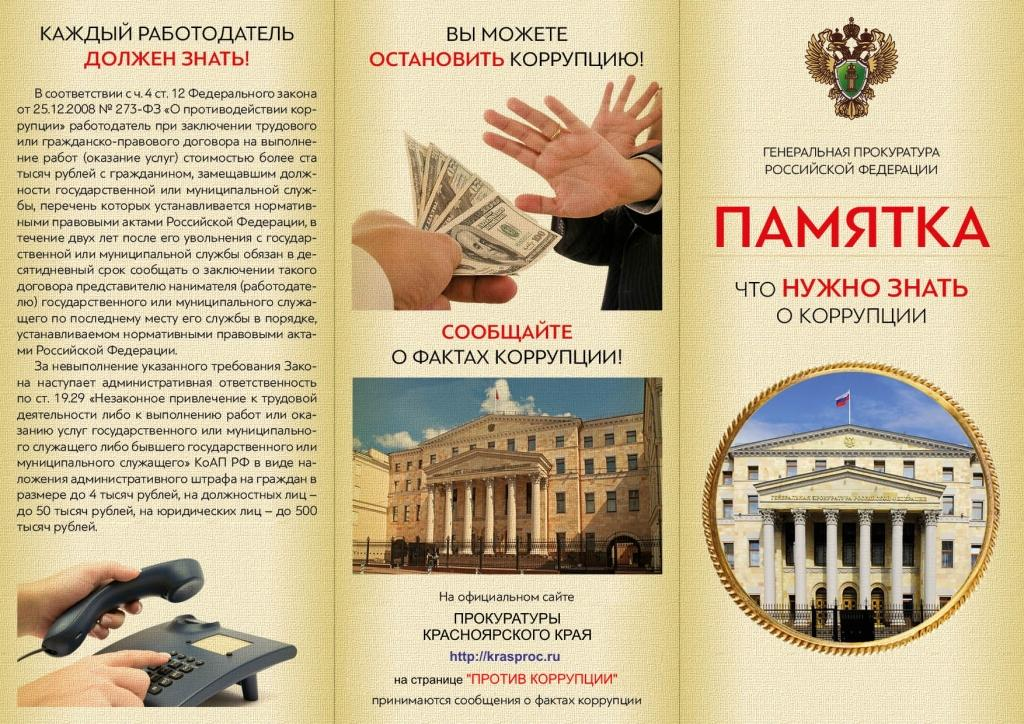 КАЖДЫЙ РАБОТОДАТЕЛЬ
ДОЛЖЕН ЗНАТЬ!
В соответствии с ч. 4 ст. 12 Федерального закона
от 25.12.2008 № 273-ФЗ «О противодействии кор-
рупции» работодатель при заключении трудового
или гражданско-правового договора на выполне-
ние работ (оказание услуг) стоимостью более ста
тысяч рублей с гражданином, замещавшим долж-
ности государственной или муниципальной служ-
бы, перечень которых устанавливается норматив-
ными правовыми актами Российской Федерации, в
течение двух лет после его увольнения с государ-
ственной или муниципальной службы обязан в де-
сятидневный срок сообщать о заключении такого
договора представителю нанимателя (работодате-
лю) государственного или муниципального служа-
щего по последнему месту его службы в порядке,
устанавливаемом нормативными правовыми акта-
ми Российской Федерации.
За невыполнение указанного требования Зако-
на наступает административная ответственность
по ст. 19.29 «Незаконное привлечение к трудовой
деятельности либо к выполнению работ или ока-
занию услуг государственного или муниципально-
го служащего либо бывшего государственного или
муниципального служащего» КоАП РФ в виде на-
ложения административного штрафа на граждан в
размере до 4 тысяч рублей, на должностных лиц –
до 50 тысяч рублей, на юридических лиц – до 500
тысяч рублей.
ВЫ МОЖЕТЕ
ОСТАНОВИТЬ КОРРУПЦИЮ!
100
СООБЩАЙТЕ
О ФАКТАХ КОРРУПЦИИ!
На официальном сайте
ПРОКУРАТУРЫ
КРАСНОЯРСКОГО КРАЯ
http://krasproc.ru
на странице "ПРОТИВ КОРРУПЦИИ"
принимаются сообщения о фактах коррупции
ГЕНЕРАЛЬНАЯ ПРОКУРАТУРА
РОССИЙСКОЙ ФЕДЕРАЦИИ
ПАМЯТКА
ЧТО НУЖНО ЗНАТЬ
О КОРРУПЦИИ
ГЕНЕРАЛЬНАЯ ПРОКУРАТУРА РОССИЙСКОЙ ФЕДЕРАЦИИ